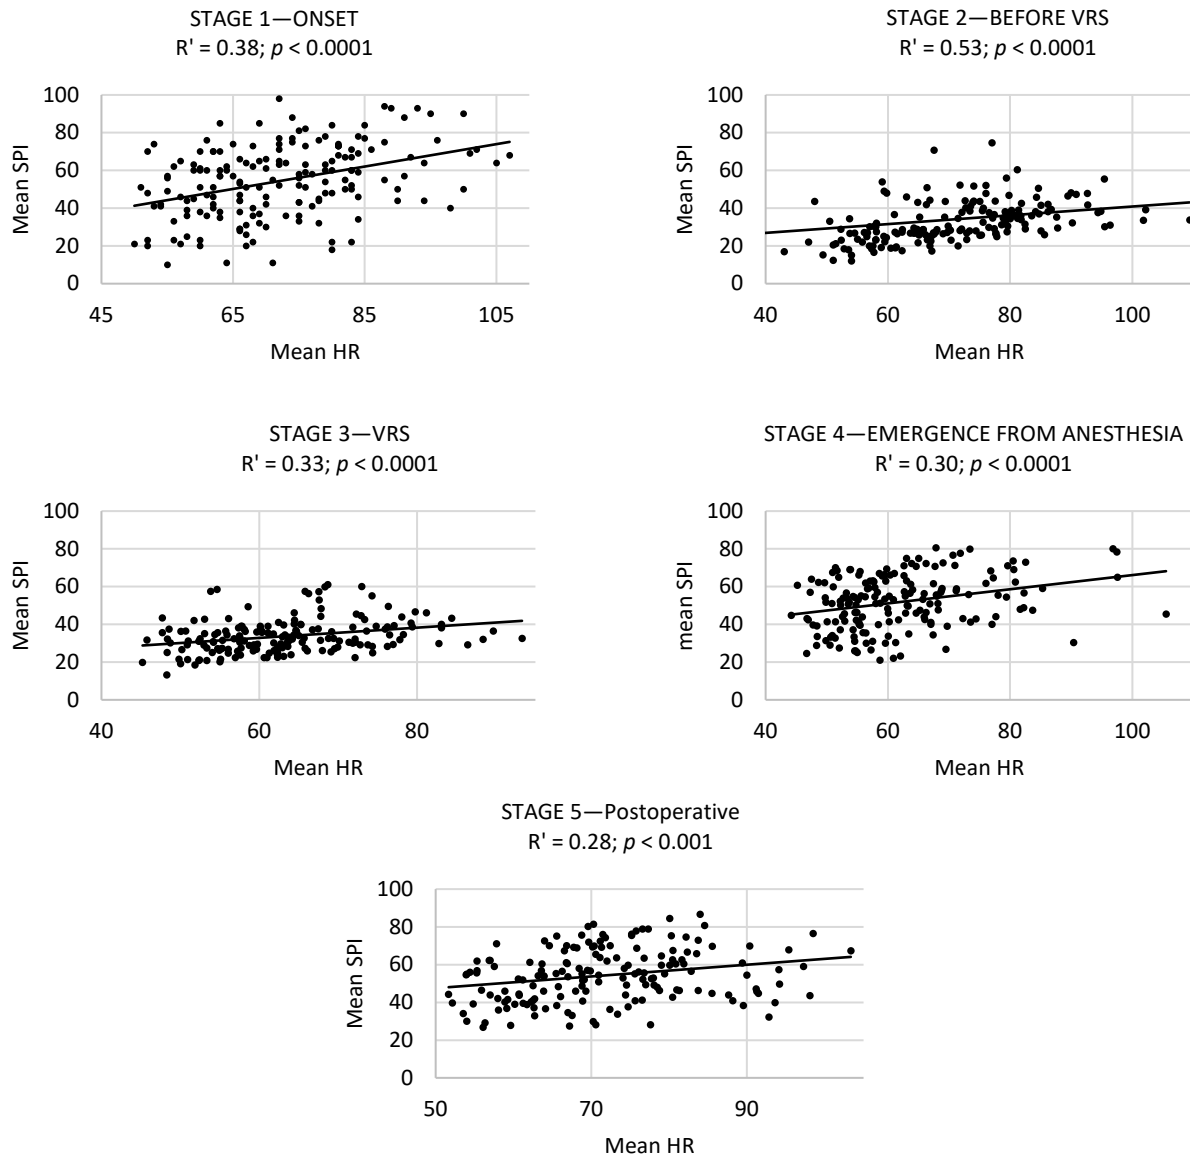 STAGE 1—ONSET
R' = 0.38; p < 0.0001
100
80
60
40
20
0
Mean SPI
45 65 85 105
Mean HR
STAGE 2—BEFORE VRS
R' = 0.53; p < 0.0001
100
80
60
40
20
0
Mean SPI
40 60 80 100
Mean HR
STAGE 3—VRS
R' = 0.33; p < 0.0001
100
80
60
40
20
0
Mean SPI
40 60 80
Mean HR
STAGE 4—EMERGENCE FROM ANESTHESIA
R' = 0.30; p < 0.0001
100
80
60
40
20
0
mean SPI
40 60 80 100
Mean HR
STAGE 5—Postoperative
R' = 0.28; p < 0.001
100
80
60
40
20
0
Mean SPI
50 70 90
Mean HR